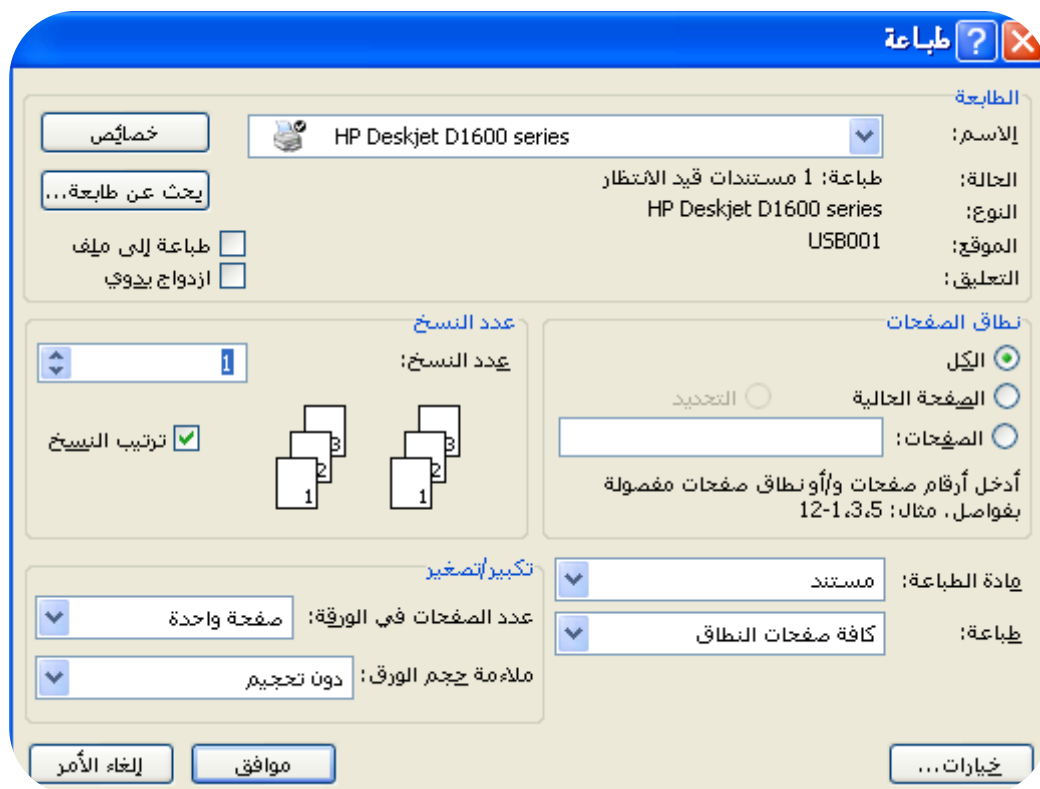 طباعة
الطابعة
الاسم: HP Deskjet D1600 series خصائص
الحالة: طباعة: 1 مستندات قيد الانتظار يحث عن طابعة...
النوع: HP Deskjet D1600 series
الموقع: USB001 طباعة إلى ملف
التعليق: ازدواج يدوي
نطاق الصفحات
الكل
الصفحة الحالية التحديد
الصفحات:
أدخل أرقام صفحات و/أو نطاق صفحات مفصولة
بفواصل. مثال: 1،3،5-12
عدد النسخ
عدد النسخ: 1
ترتيب النسخ
3 3
2 2
1 1
مادة الطباعة: مستند
طباعة: كافة صفحات النطاق
تكبير/تصغير
عدد الصفحات في الورقة: صفحة واحدة
ملاءمة حجم الورق: دون تحجيم
خيارات... موافق إلغاء الأمر